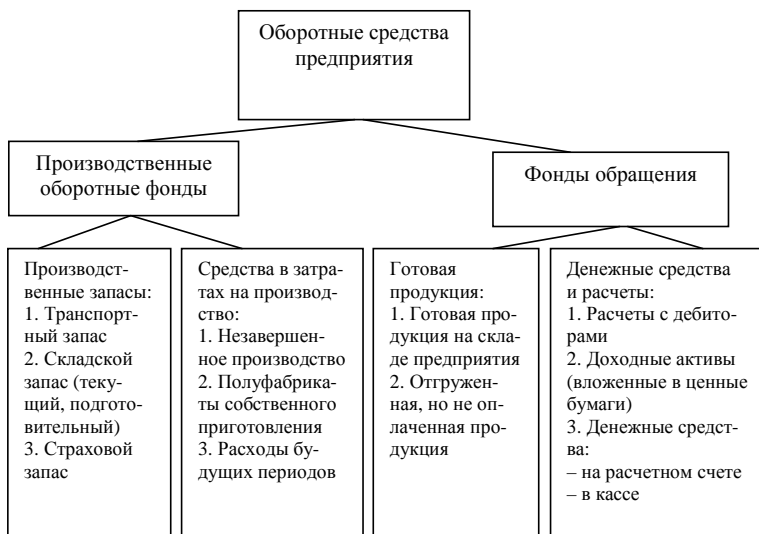 Оборотные средства
предприятия
Производственные
оборотные фонды
Фонды обращения
Производст-
венные запасы:
1. Транспорт-
ный запас
2. Складской
запас (теку-
щий, подгото-
вительный)
3. Страховой
запас
Средства в затра-
тах на производ-
ство:
1. Незавершен-
ное производство
2. Полуфабрика-
ты собственного
приготовления
3. Расходы бу-
дущих периодов
Готовая
продукция:
1. Готовая про-
дукция на скла-
де предприятия
2. Отгружен-
ная, но не оп-
лаченная про-
дукция
Денежные средства
и расчеты:
1. Расчеты с дебито-
рами
2. Доходные активы
(вложенные в ценные
бумаги)
3. Денежные средст-
ва:
– на расчетном счете
– в кассе